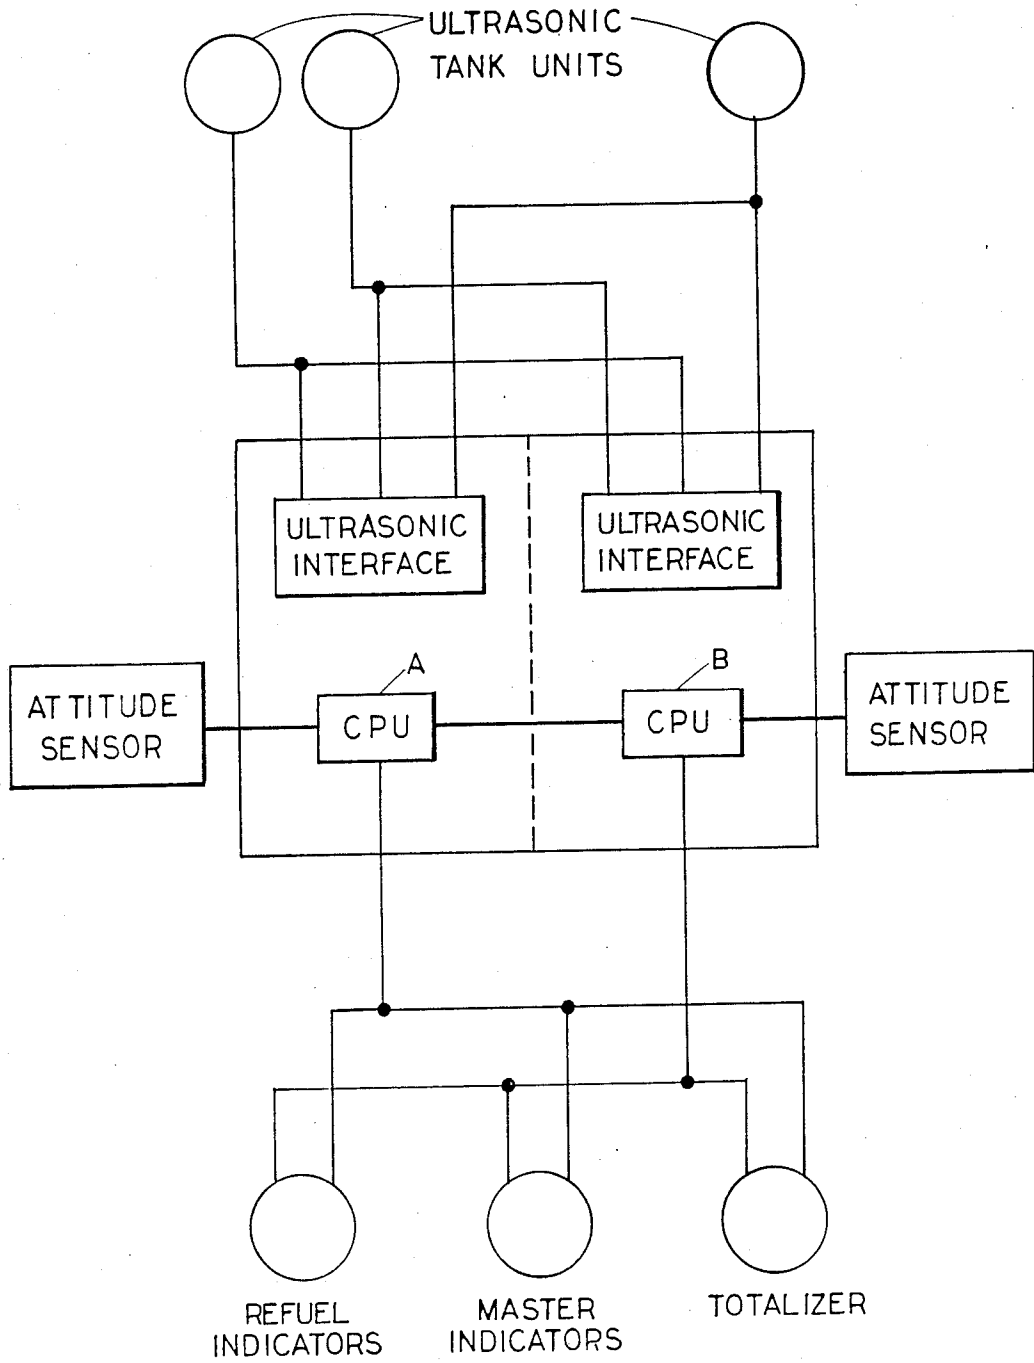 ULTRASONIC
TANK UNITS
ULTRASONIC
INTERFACE
ULTRASONIC
INTERFACE
A
B
ATTITUDE
SENSOR
CPU
CPU
ATTITUDE
SENSOR
REFUEL
INDICATORS
MASTER
INDICATORS
TOTALIZER